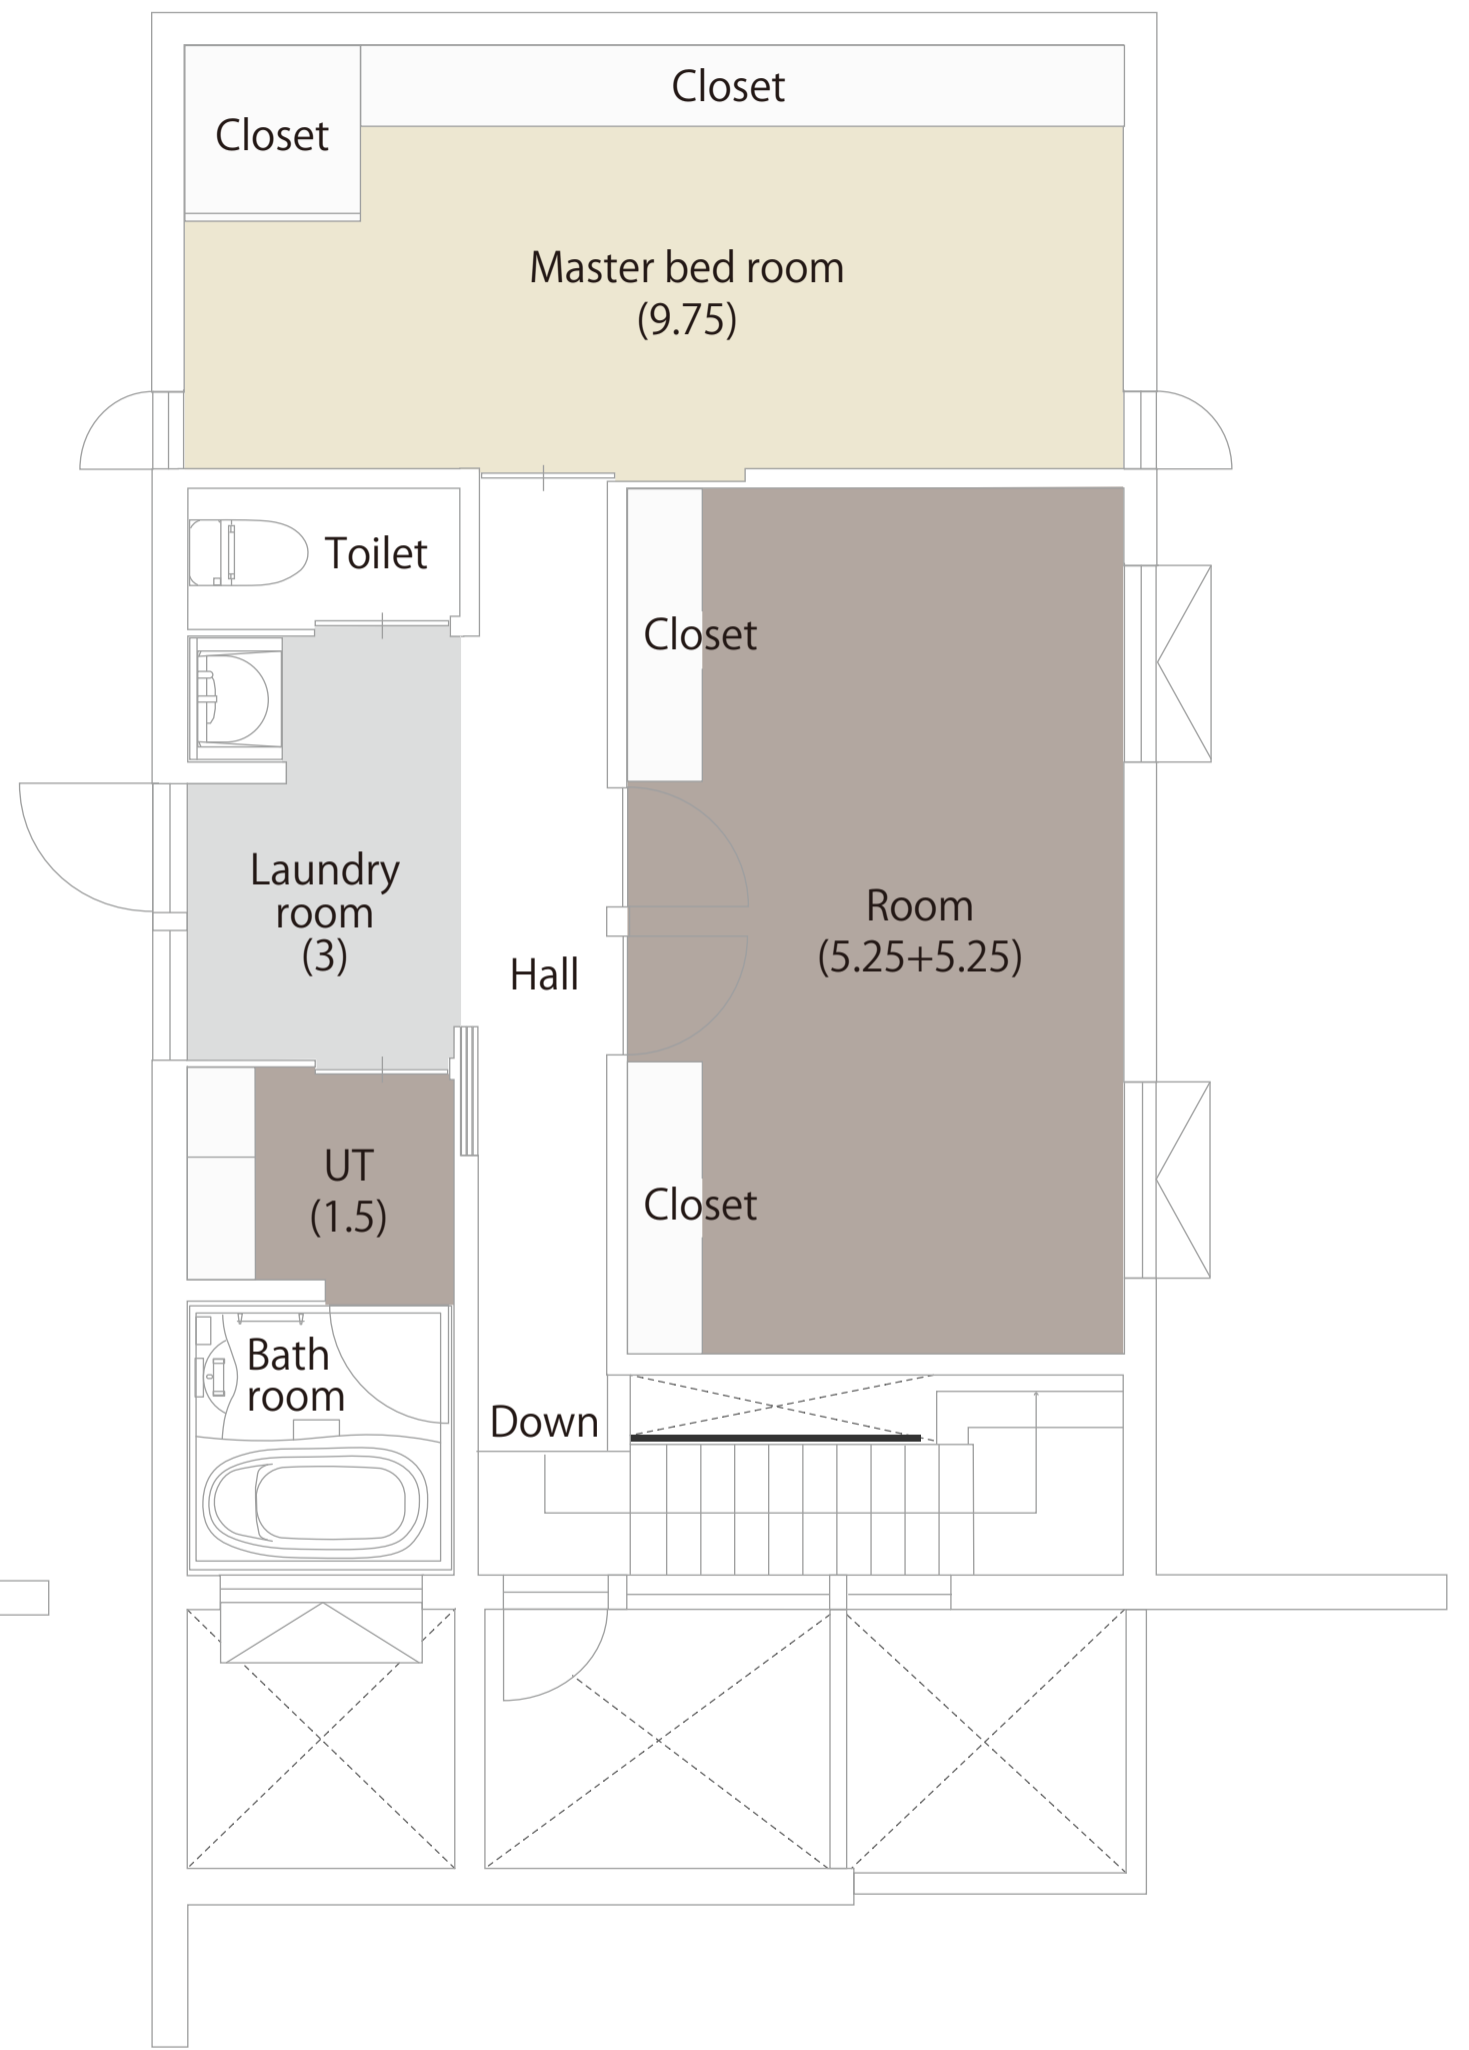 Closet
Closet
Master bed room
(9.75)
Toilet
Closet
Laundry
room
(3)
Room
(5.25+5.25)
Hall
UT
(1.5)
Closet
Bath
room
Down